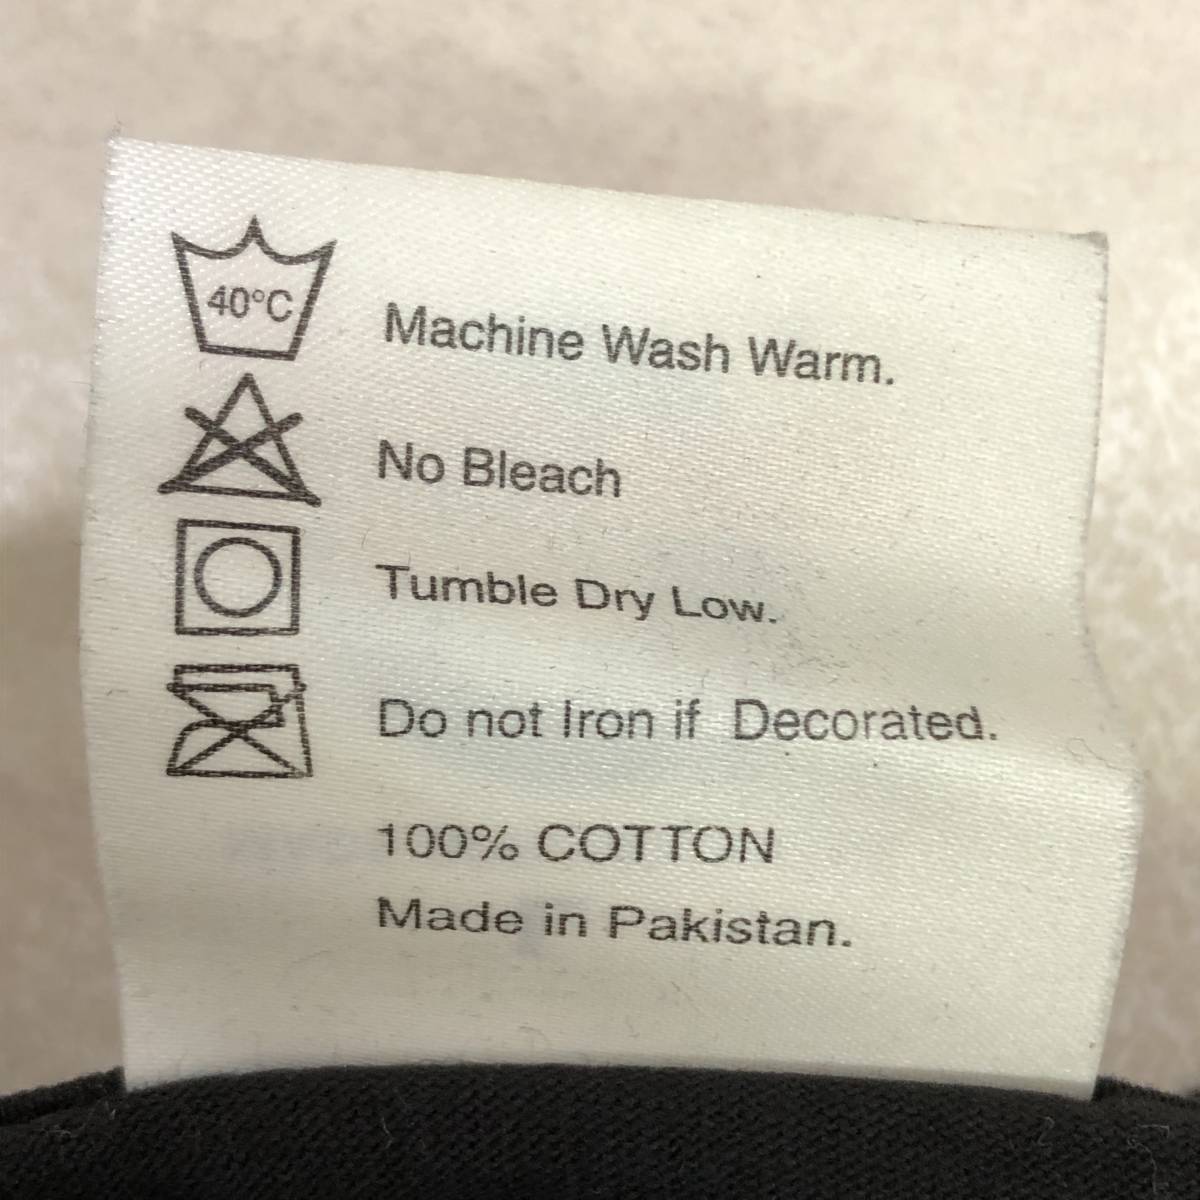 40°C
Machine Wash Warm.
No Bleach
Tumble Dry Low.
Do not Iron if Decorated.
100% COTTON
Made in Pakistan.